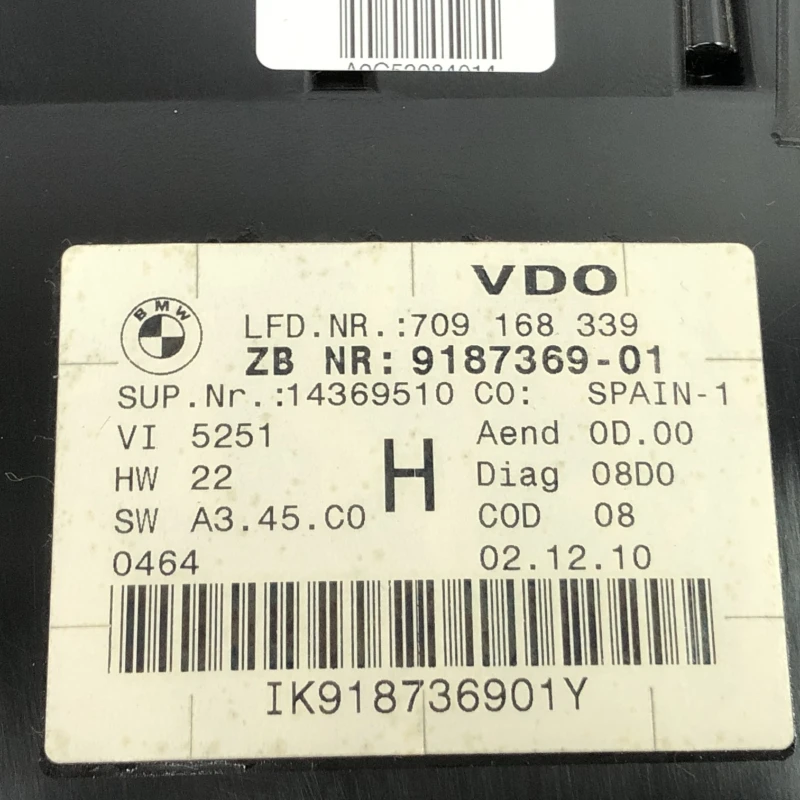 A2C53084014
VDO
BMW
LFD.NR.:709 168 339
ZB NR: 9187369-01
SUP.Nr.:14369510 CO: SPAIN-1
VI 5251 Aend 0D.00
HW 22 H Diag 08D0
SW A3.45.C0 COD 08
0464 02.12.10
IK918736901Y